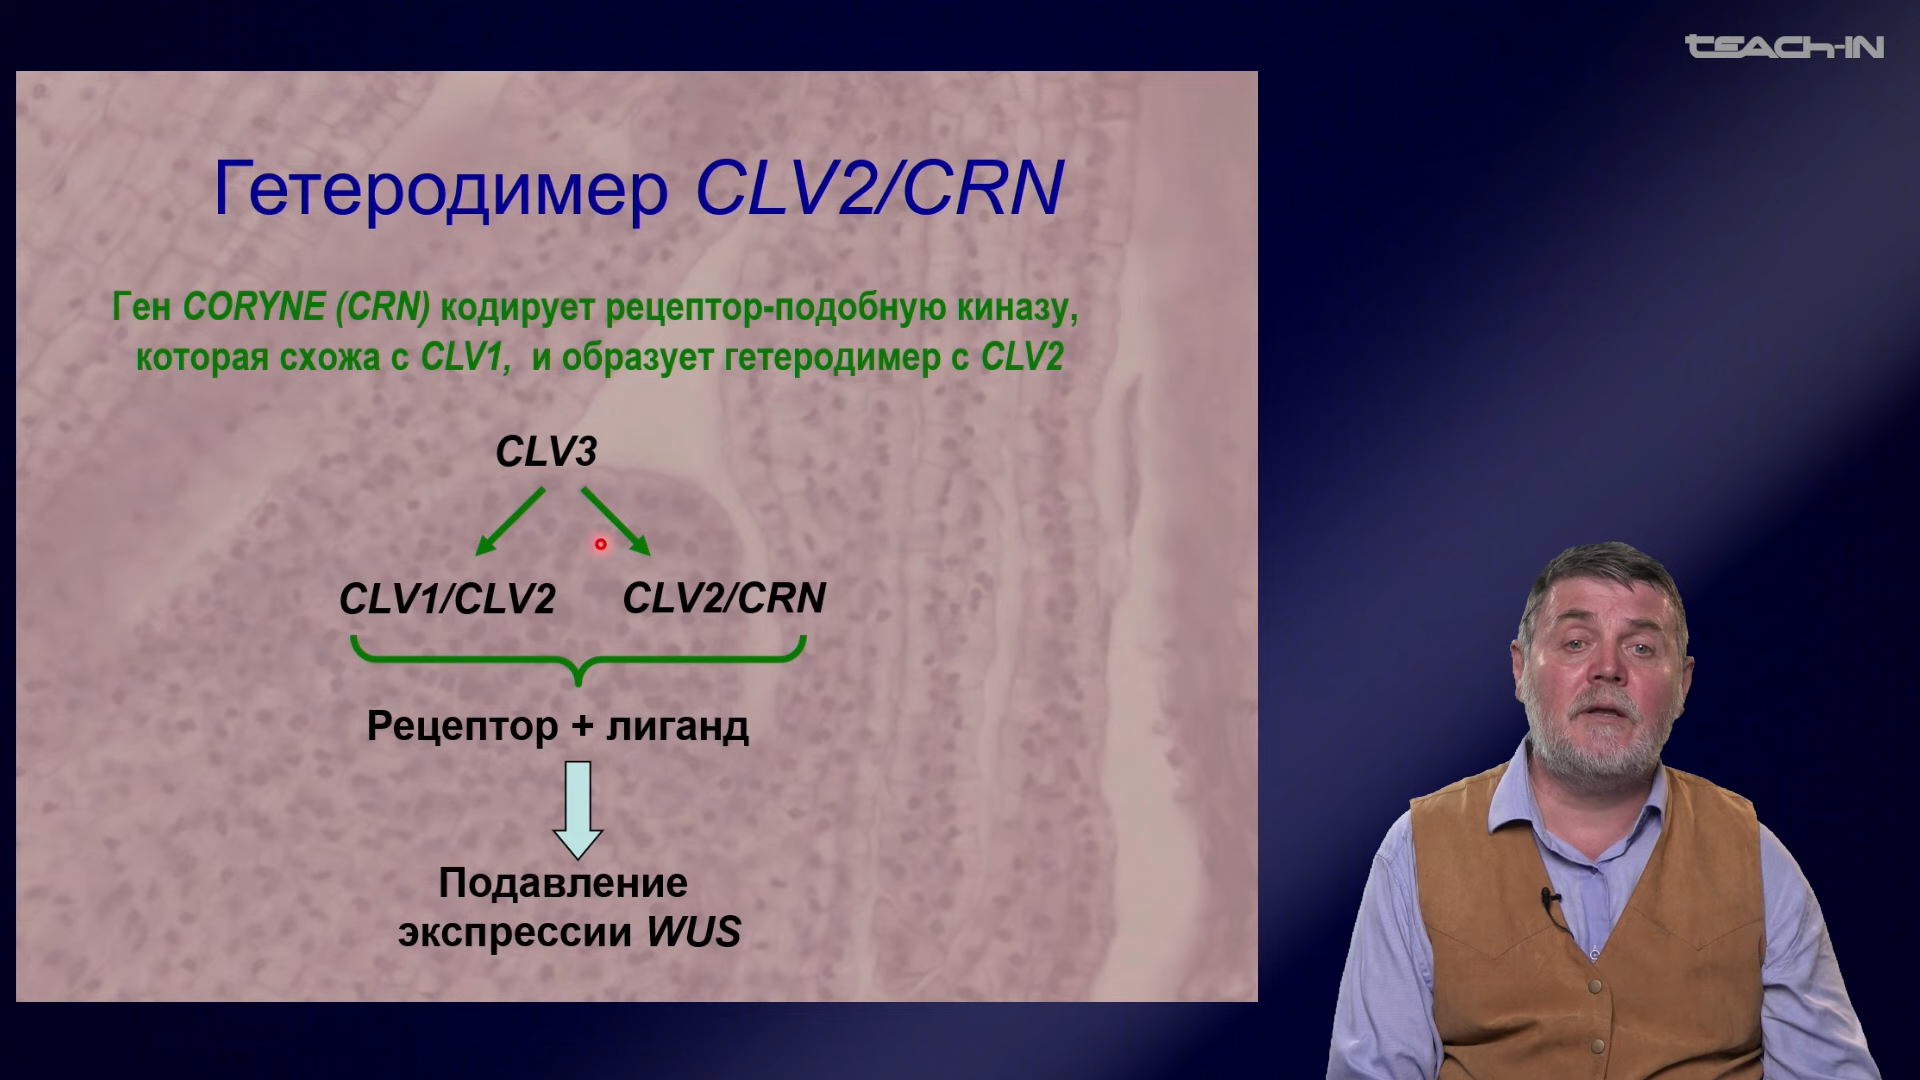 TEACH-IN
Гетеродимер CLV2/CRN
Ген CORYNE (CRN) кодирует рецептор-подобную киназу,
которая схожа с CLV1, и образует гетеродимер с CLV2
CLV3
CLV1/CLV2 CLV2/CRN
Рецептор + лиганд
Подавление
экспрессии WUS